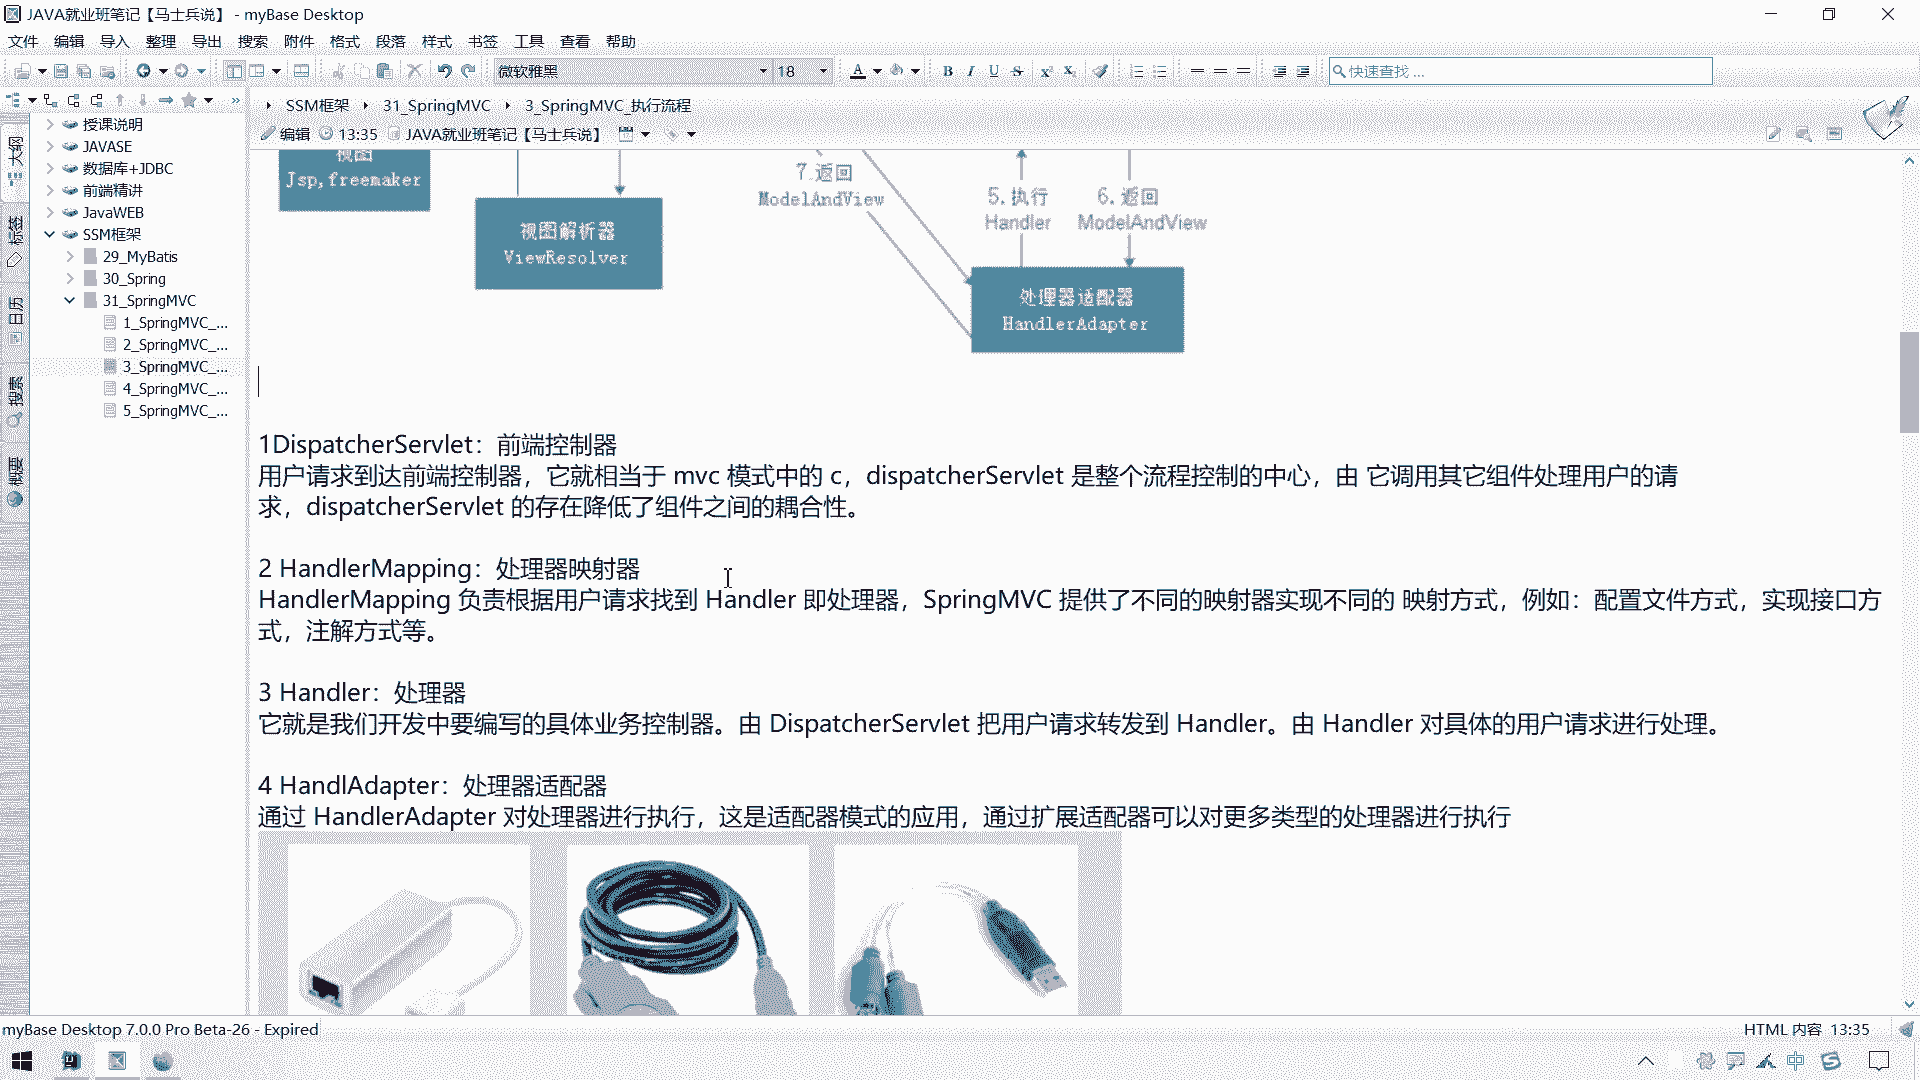 JAVA就业班笔记【马士兵说】 - myBase Desktop
文件 编辑 导入 整理 导出 搜索 附件 格式 段落 样式 书签 工具 查看 帮助
微软雅黑 18 快速查找 ...
SSM框架 31_SpringMVC 3_SpringMVC_执行流程
编辑 13:35 JAVA就业班笔记【马士兵说】
大纲
标签
日历
搜索
概要
授课说明
JAVASE
数据库+JDBC
前端精讲
JavaWEB
SSM框架
29_MyBatis
30_Spring
31_SpringMVC
1_SpringMVC_...
2_SpringMVC_...
3_SpringMVC_...
4_SpringMVC_...
5_SpringMVC_...
视图
Jsp,freemaker
视图解析器
ViewResolver
7.返回
ModelAndView
5.执行
Handler
6.返回
ModelAndView
处理器适配器
HandlerAdapter
1DispatcherServlet：前端控制器
用户请求到达前端控制器，它就相当于 mvc 模式中的 c，dispatcherServlet 是整个流程控制的中心，由 它调用其它组件处理用户的请
求，dispatcherServlet 的存在降低了组件之间的耦合性。
2 HandlerMapping：处理器映射器
HandlerMapping 负责根据用户请求找到 Handler 即处理器，SpringMVC 提供了不同的映射器实现不同的 映射方式，例如：配置文件方式，实现接口方
式，注解方式等。
3 Handler：处理器
它就是我们开发中要编写的具体业务控制器。由 DispatcherServlet 把用户请求转发到 Handler。由 Handler 对具体的用户请求进行处理。
4 HandlAdapter：处理器适配器
通过 HandlerAdapter 对处理器进行执行，这是适配器模式的应用，通过扩展适配器可以对更多类型的处理器进行执行
myBase Desktop 7.0.0 Pro Beta-26 - Expired
HTML 内容 13:35
中